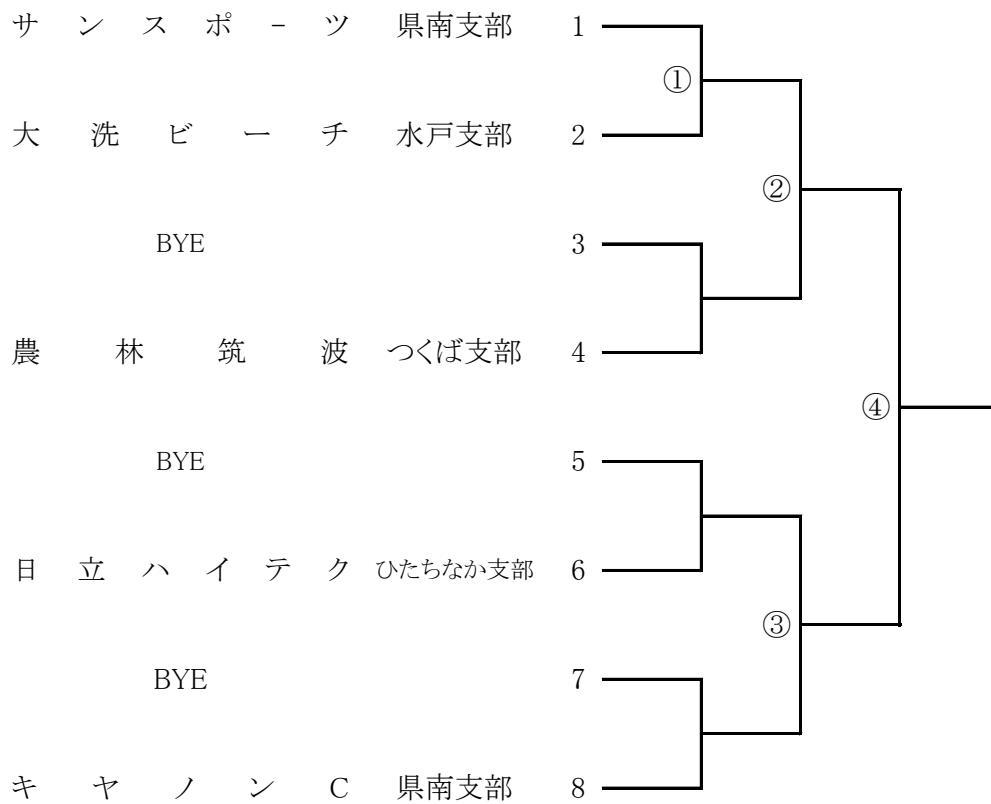 サンスポ－ツ 県南支部 1
①
大洗ビーチ 水戸支部 2
②
BYE 3
農林筑波 つくば支部 4
④
BYE 5
日立ハイテク ひたちなか支部 6
③
BYE 7
キヤノンC 県南支部 8